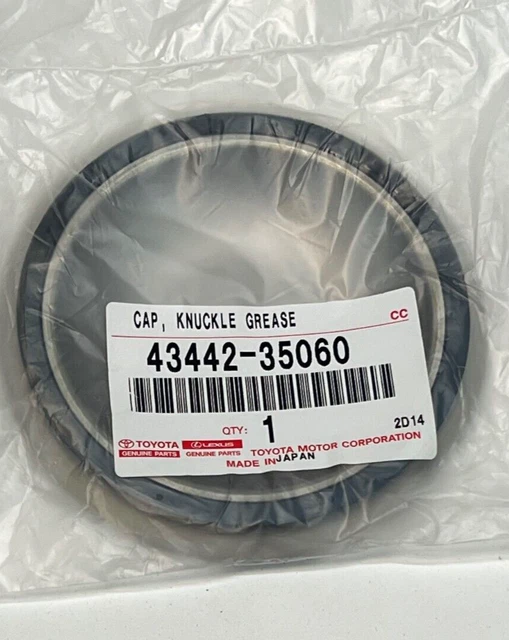 CAP, KNUCKLE GREASE CC
43442-35060
QTY: 1 2D14
TOYOTA LEXUS TOYOTA MOTOR CORPORATION
GENUINE PARTS GENUINE PARTS MADE IN JAPAN